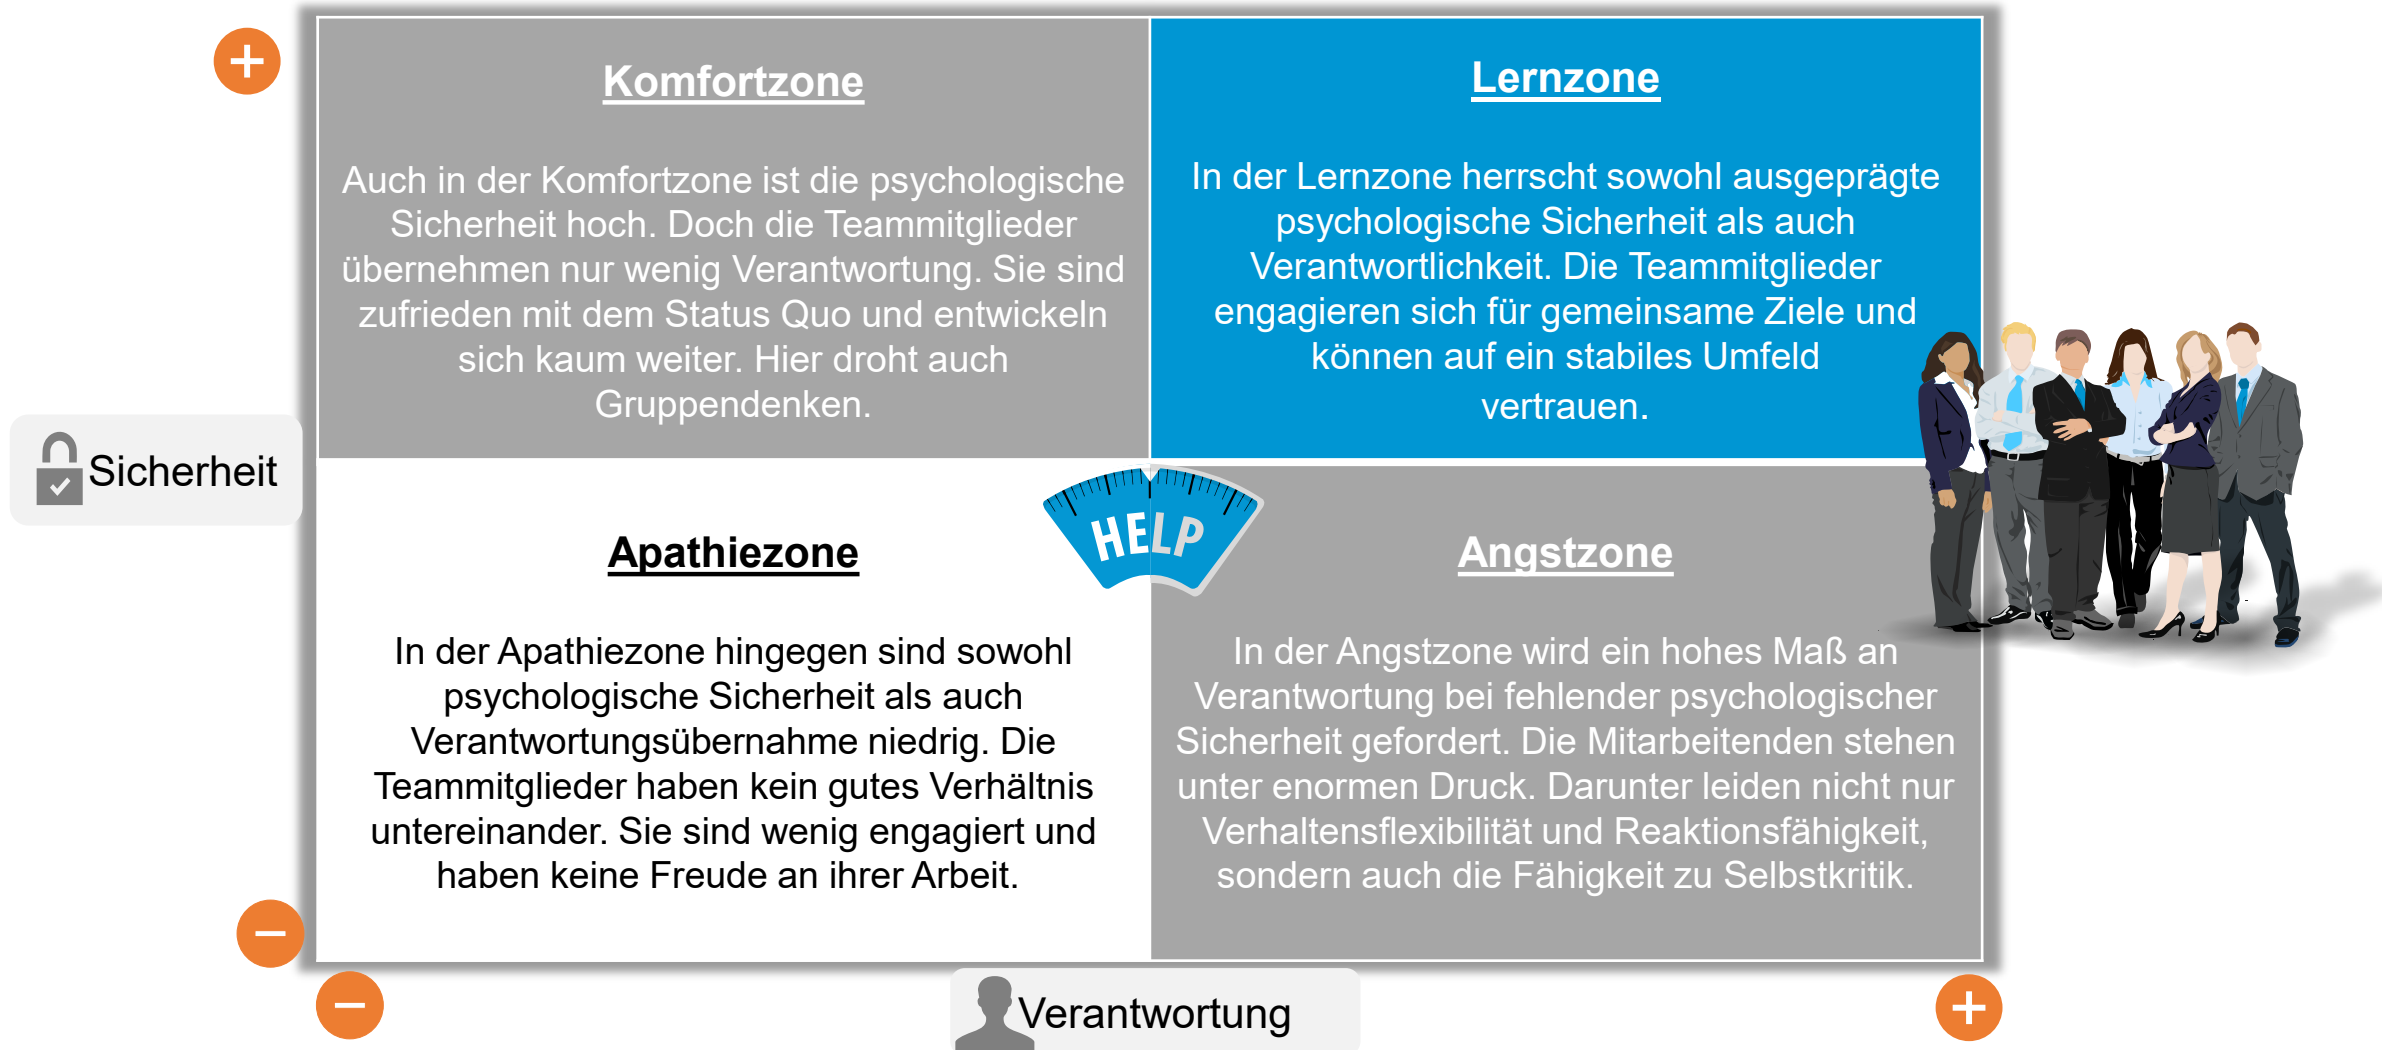 Komfortzone
Auch in der Komfortzone ist die psychologische
Sicherheit hoch. Doch die Teammitglieder
übernehmen nur wenig Verantwortung. Sie sind
zufrieden mit dem Status Quo und entwickeln
sich kaum weiter. Hier droht auch
Gruppendenken.
Lernzone
In der Lernzone herrscht sowohl ausgeprägte
psychologische Sicherheit als auch
Verantwortlichkeit. Die Teammitglieder
engagieren sich für gemeinsame Ziele und
können auf ein stabiles Umfeld
vertrauen.
Sicherheit
HELP
Apathiezone
In der Apathiezone hingegen sind sowohl
psychologische Sicherheit als auch
Verantwortungsübernahme niedrig. Die
Teammitglieder haben kein gutes Verhältnis
untereinander. Sie sind wenig engagiert und
haben keine Freude an ihrer Arbeit.
Angstzone
In der Angstzone wird ein hohes Maß an
Verantwortung bei fehlender psychologischer
Sicherheit gefordert. Die Mitarbeitenden stehen
unter enormen Druck. Darunter leiden nicht nur
Verhaltensflexibilität und Reaktionsfähigkeit,
sondern auch die Fähigkeit zu Selbstkritik.
Verantwortung